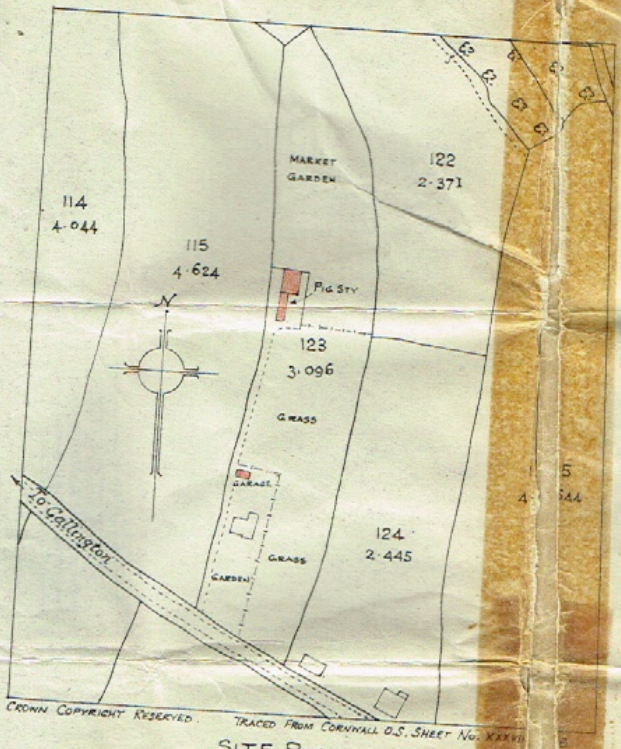 MARKET
GARDEN
122
2.371
114
4.044
115
4.624
N
PIG STY
123
3.096
GRASS
GARAGE
124
2.445
GRASS
GARDEN
To Callington
CROWN COPYRIGHT RESERVED.
TRACED FROM CORNWALL O.S. SHEET No.